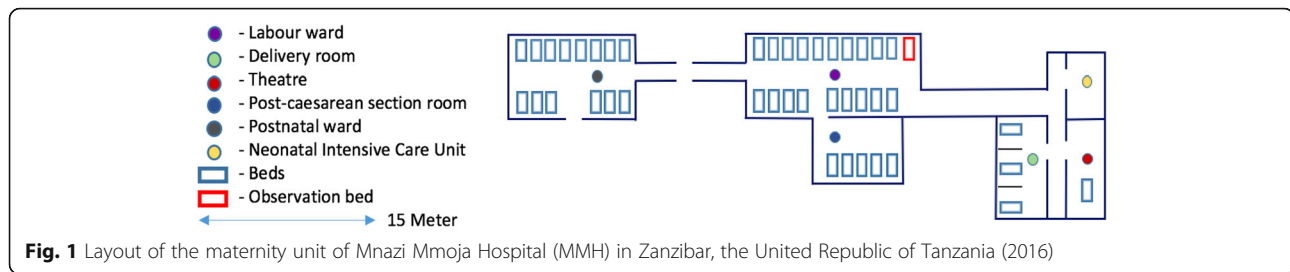 - Labour ward
- Delivery room
- Theatre
- Post-caesarean section room
- Postnatal ward
- Neonatal Intensive Care Unit
- Beds
- Observation bed
15 Meter
Fig. 1 Layout of the maternity unit of Mnazi Mmoja Hospital (MMH) in Zanzibar, the United Republic of Tanzania (2016)